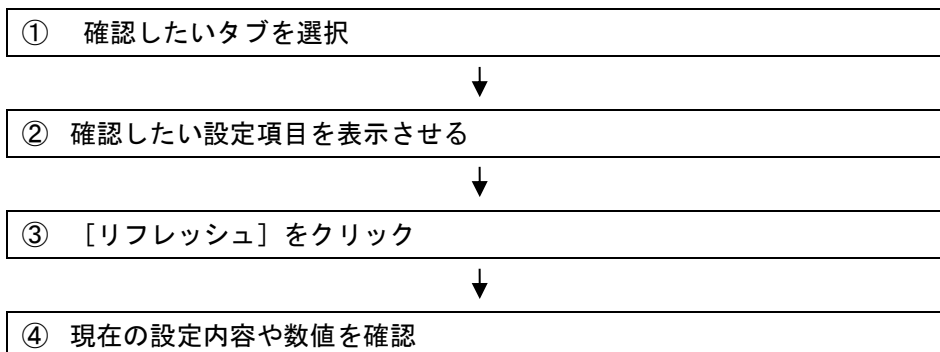 ① 確認したいタブを選択
② 確認したい設定項目を表示させる
③ ［リフレッシュ］をクリック
④ 現在の設定内容や数値を確認